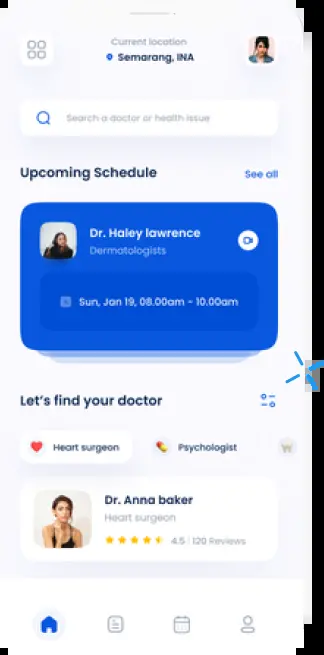 Current location
Semarang, INA
Search a doctor or health issue
Upcoming Schedule
See all
Dr. Haley lawrence
Dermatologists
Sun, Jan 19, 08.00am - 10.00am
Let's find your doctor
Heart surgeon
Psychologist
Dr. Anna baker
Heart surgeon
4.5 | 120 Reviews